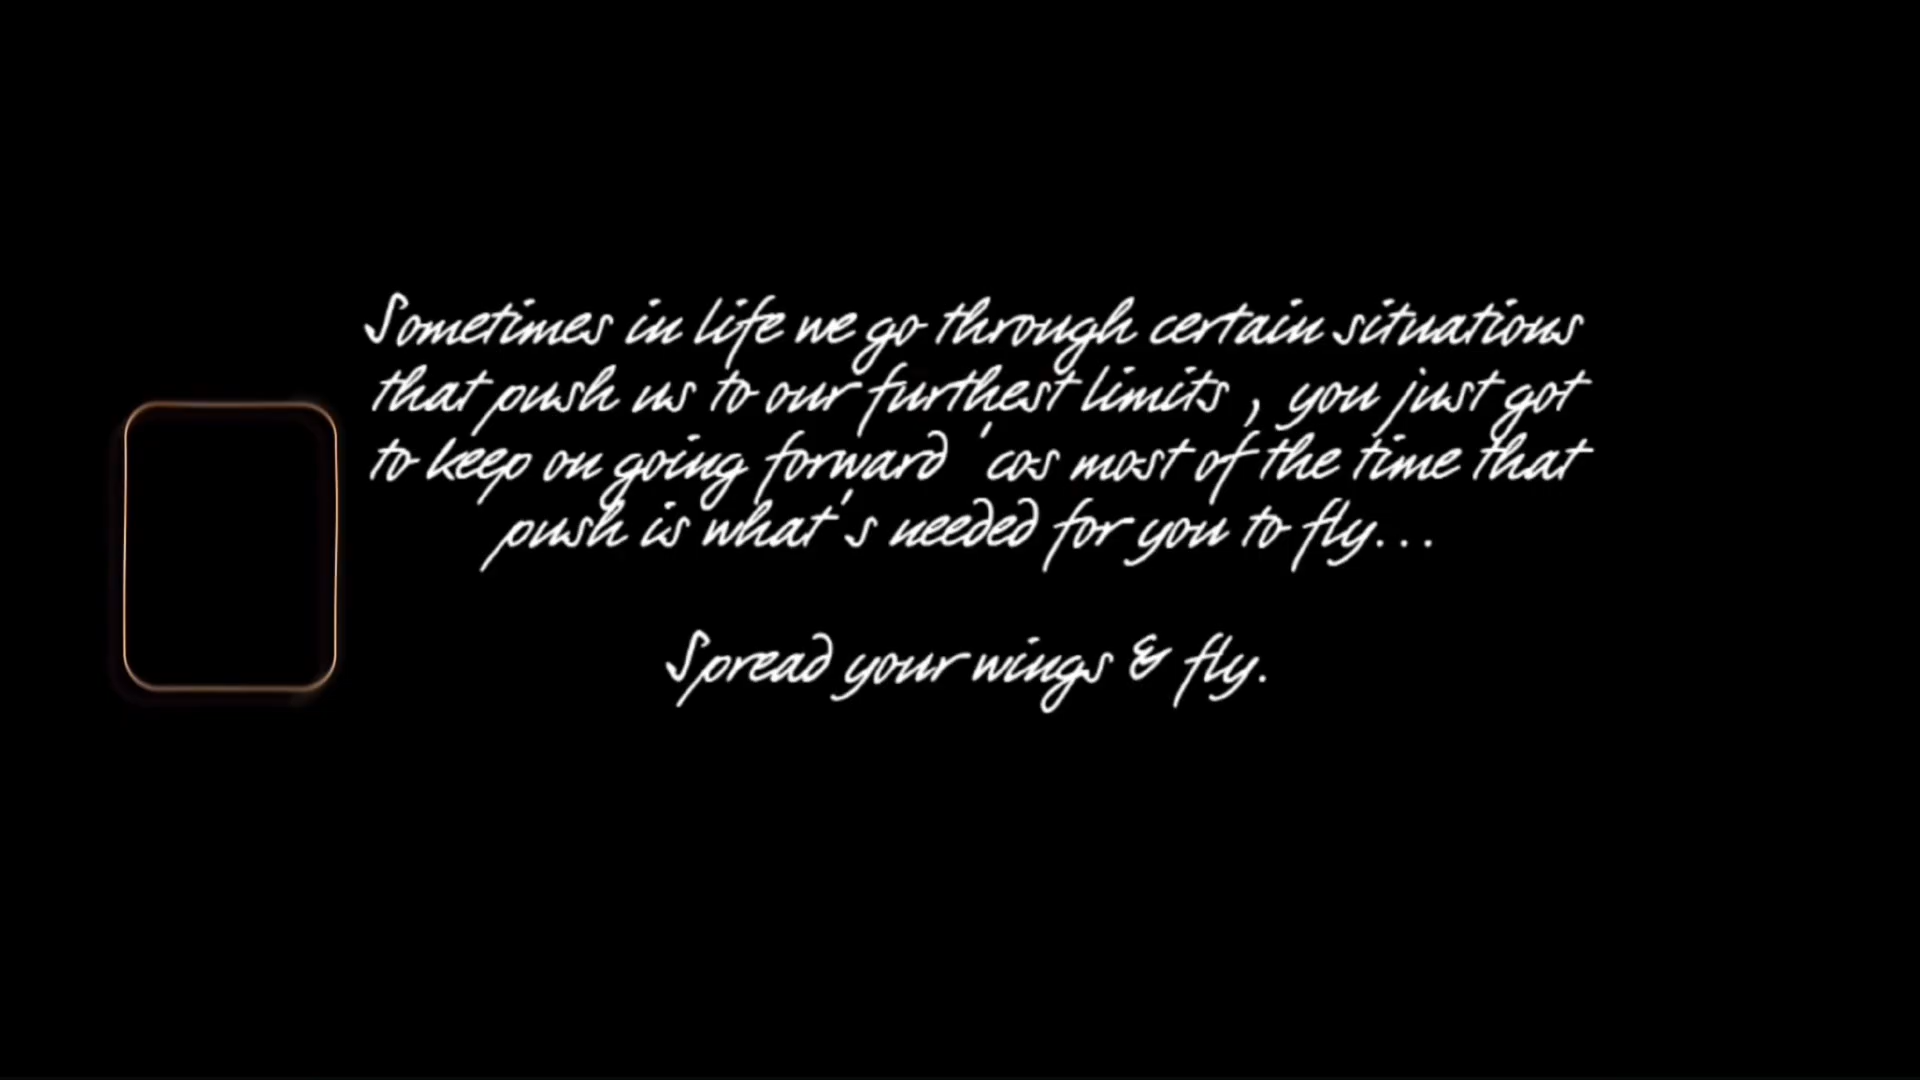 Sometimes in life we go through certain situations
that push us to our furthest limits , you just got
to keep on going forward 'cos most of the time that
push is what's needed for you to fly...
Spread your wings & fly.